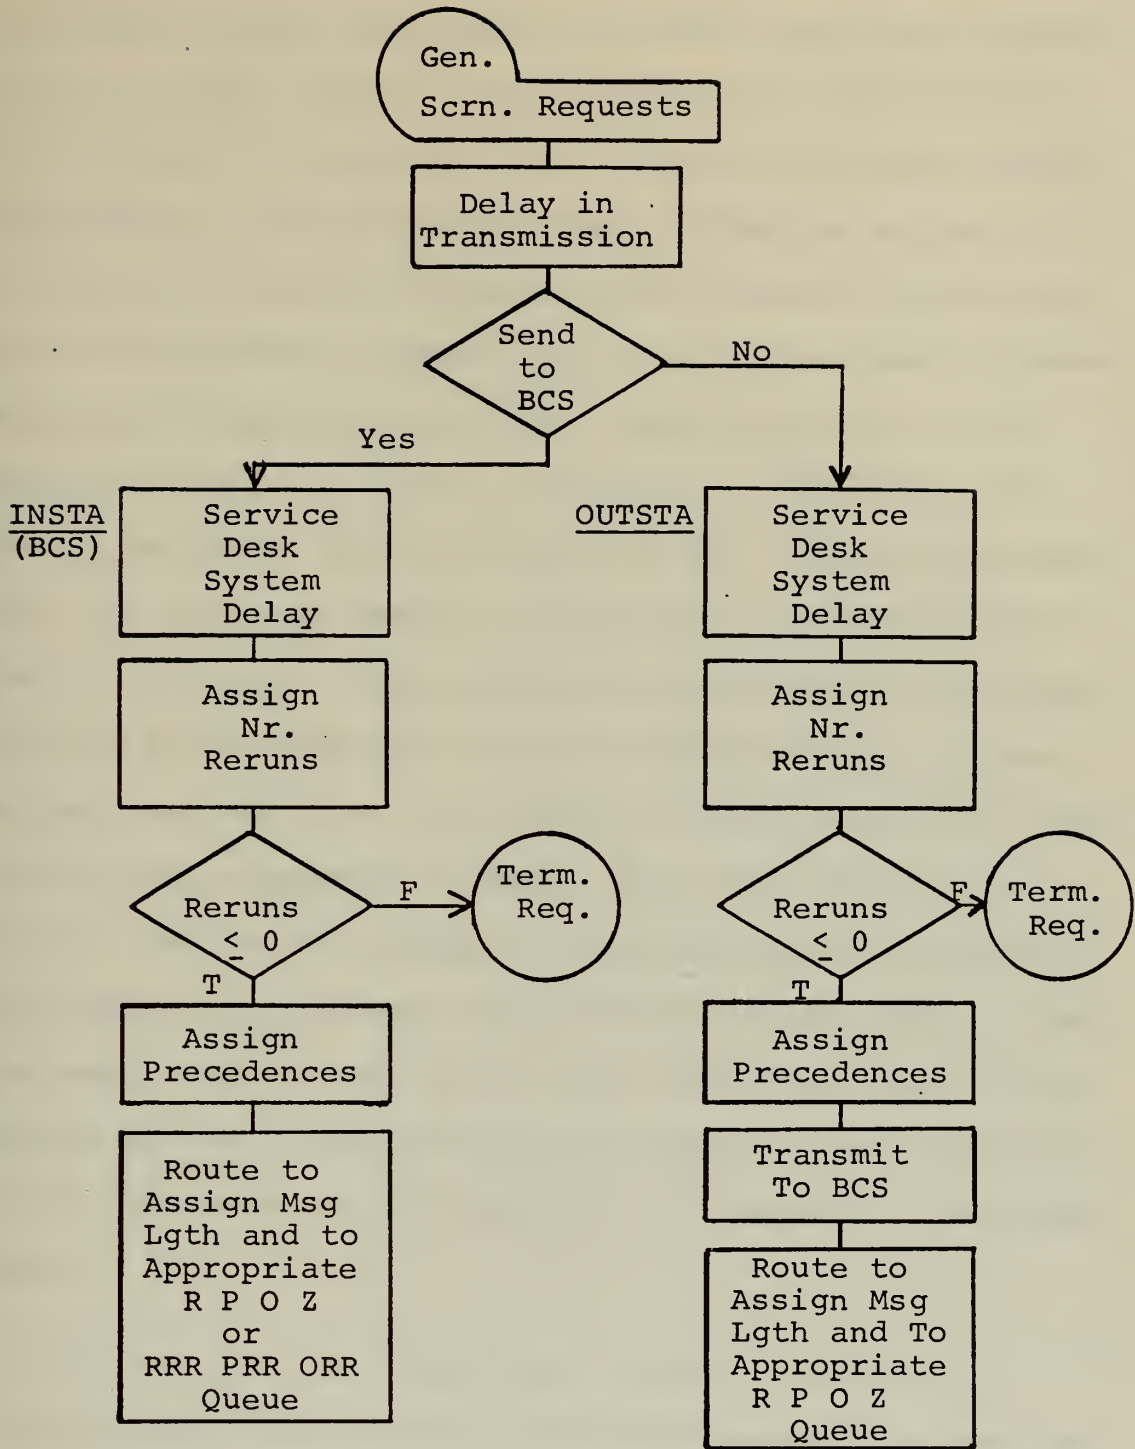 Gen.
Scrn. Requests
Delay in
Transmission
Send
to
BCS
No
Yes
INSTA
(BCS)
Service
Desk
System
Delay
OUTSTA
Service
Desk
System
Delay
Assign
Nr.
Reruns
Assign
Nr.
Reruns
Reruns
≤ 0
F
Term.
Req.
T
Reruns
≤ 0
F
Term.
Req.
T
Assign
Precedences
Assign
Precedences
Route to
Assign Msg
Lgth and to
Appropriate
R P O Z
or
RRR PRR ORR
Queue
Transmit
To BCS
Route to
Assign Msg
Lgth and To
Appropriate
R P O Z
Queue